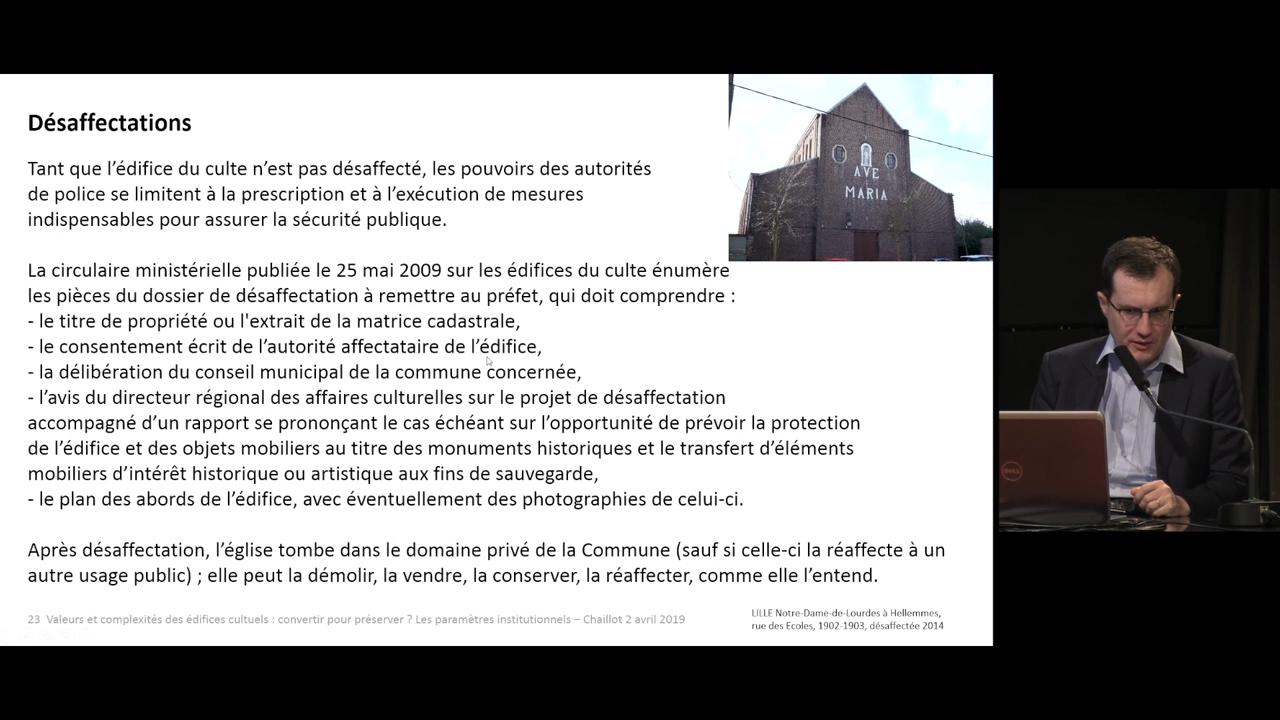 Désaffectations
Tant que l’édifice du culte n’est pas désaffecté, les pouvoirs des autorités
de police se limitent à la prescription et à l’exécution de mesures
indispensables pour assurer la sécurité publique.
AVE
MARIA
La circulaire ministérielle publiée le 25 mai 2009 sur les édifices du culte énumère
les pièces du dossier de désaffectation à remettre au préfet, qui doit comprendre :
- le titre de propriété ou l'extrait de la matrice cadastrale,
- le consentement écrit de l’autorité affectataire de l’édifice,
- la délibération du conseil municipal de la commune concernée,
- l’avis du directeur régional des affaires culturelles sur le projet de désaffectation
accompagné d’un rapport se prononçant le cas échéant sur l’opportunité de prévoir la protection
de l’édifice et des objets mobiliers au titre des monuments historiques et le transfert d’éléments
mobiliers d’intérêt historique ou artistique aux fins de sauvegarde,
- le plan des abords de l’édifice, avec éventuellement des photographies de celui-ci.
Après désaffectation, l’église tombe dans le domaine privé de la Commune (sauf si celle-ci la réaffecte à un
autre usage public) ; elle peut la démolir, la vendre, la conserver, la réaffecter, comme elle l’entend.
23 Valeurs et complexités des édifices cultuels : convertir pour préserver ? Les paramètres institutionnels – Chaillot 2 avril 2019
LILLE Notre-Dame-de-Lourdes à Hellemmes,
rue des Ecoles, 1902-1903, désaffectée 2014
DELL